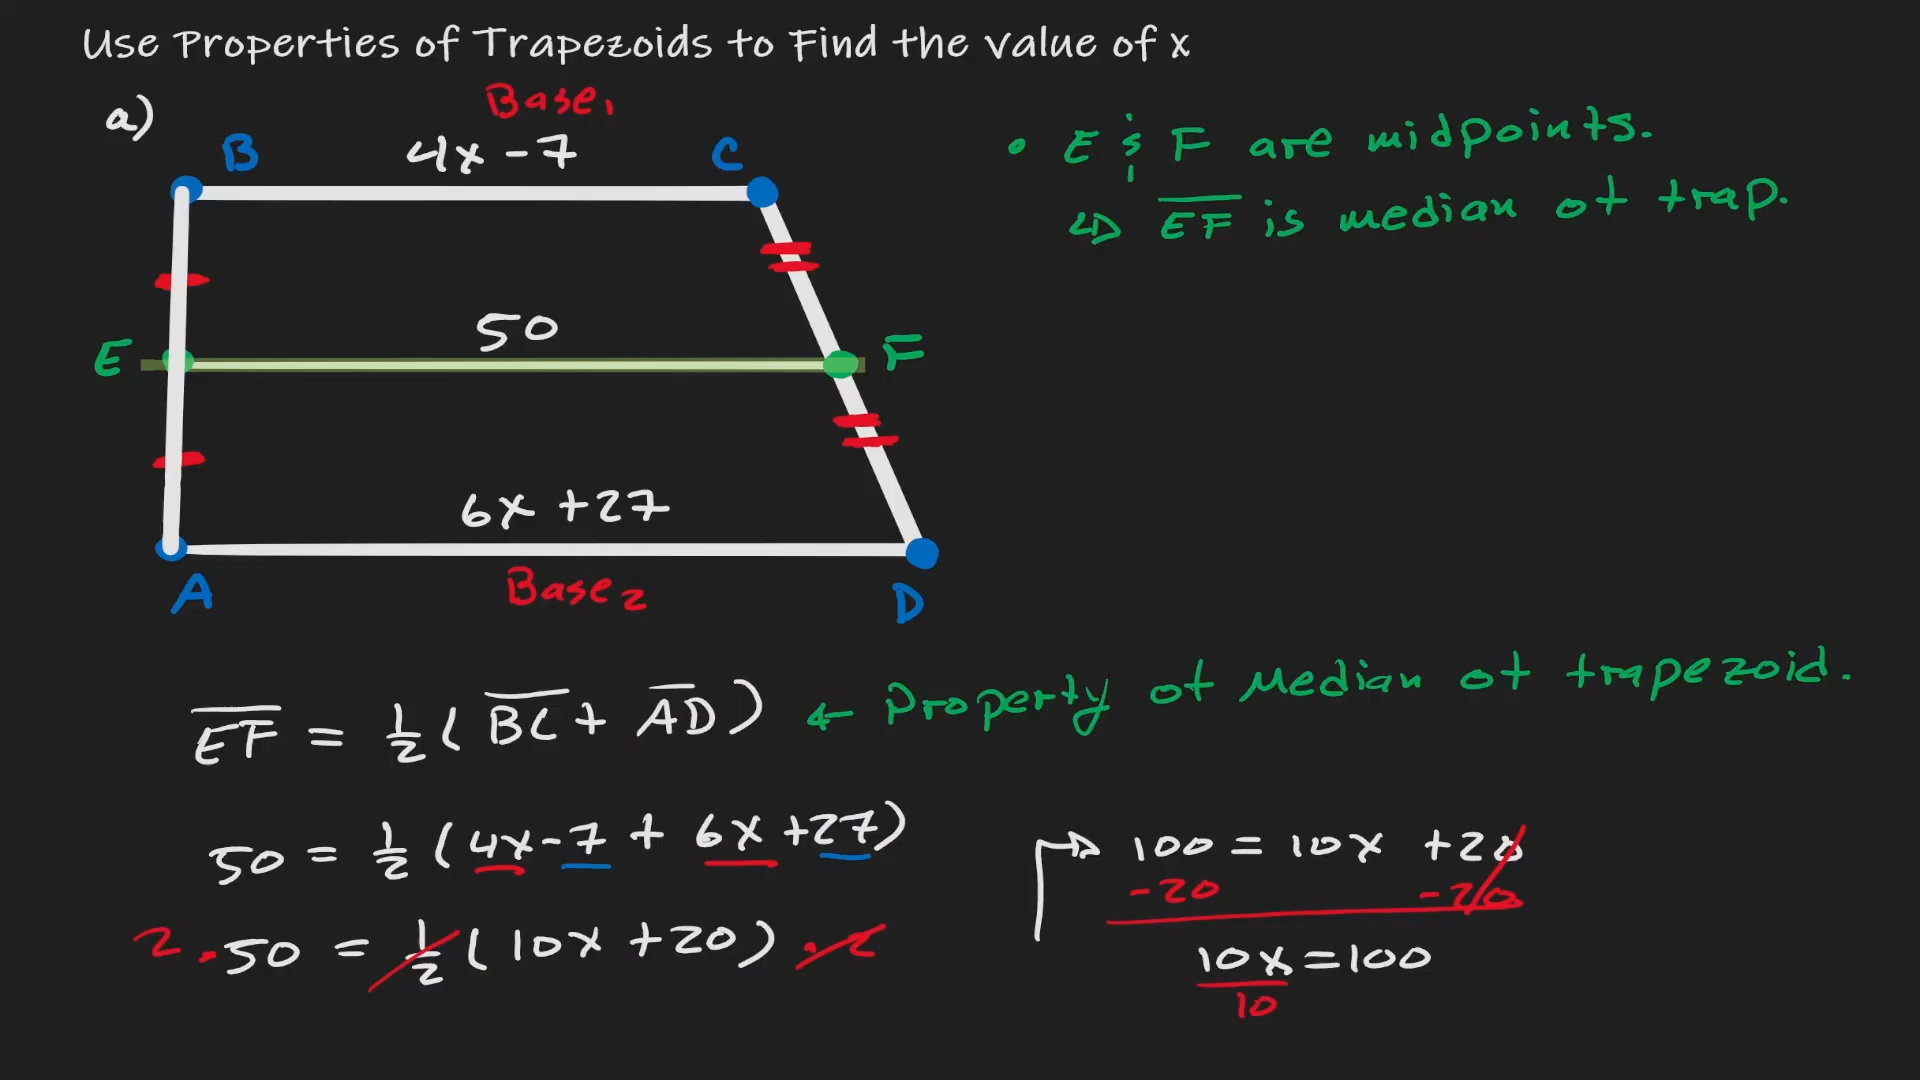 Use Properties of Trapezoids to Find the value of x
a)
Base₁
B 4x - 7 C
E 50 F
6x + 27
A Base₂ D
• E & F are midpoints.
↳ EF is median of trap.
EF = 1/2 ( BC + AD ) ← Property of Median of trapezoid.
50 = 1/2 ( 4x - 7 + 6x + 27 )
2 · 50 = 1/2 ( 10x + 20 ) · 2
→ 100 = 10x + 20
-20 -20
10x = 100
10